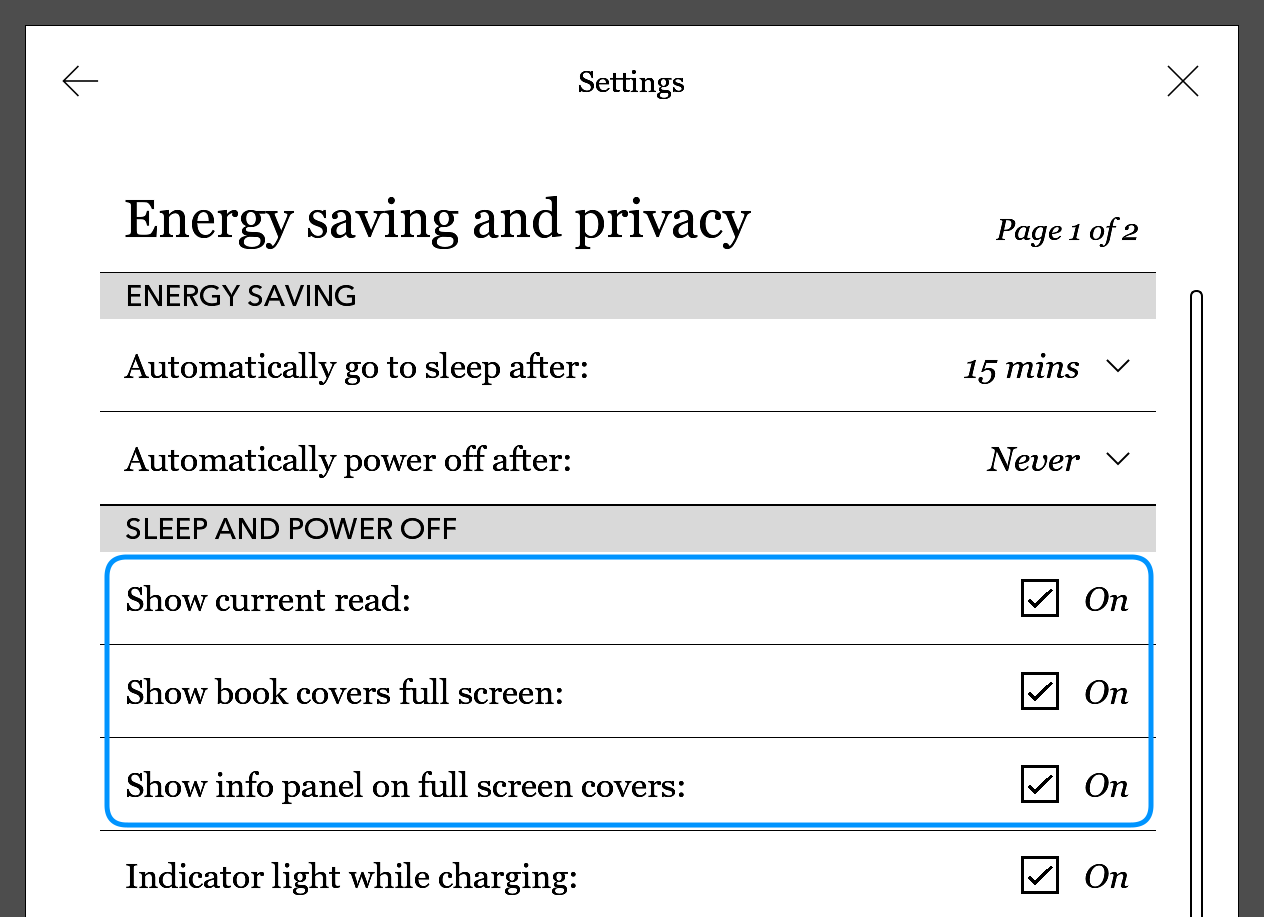 Settings
Energy saving and privacy
Page 1 of 2
ENERGY SAVING
Automatically go to sleep after: 15 mins
Automatically power off after: Never
SLEEP AND POWER OFF
Show current read: On
Show book covers full screen: On
Show info panel on full screen covers: On
Indicator light while charging: On